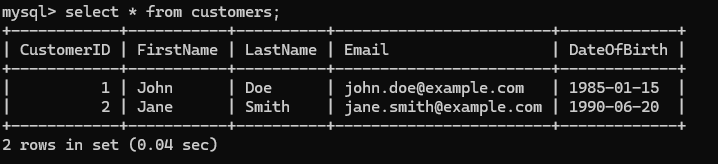 mysql> select * from customers;
+------------+-----------+----------+------------------------+-------------+
| CustomerID | FirstName | LastName | Email                  | DateOfBirth |
+------------+-----------+----------+------------------------+-------------+
|          1 | John      | Doe      | john.doe@example.com   | 1985-01-15  |
|          2 | Jane      | Smith    | jane.smith@example.com | 1990-06-20  |
+------------+-----------+----------+------------------------+-------------+
2 rows in set (0.04 sec)